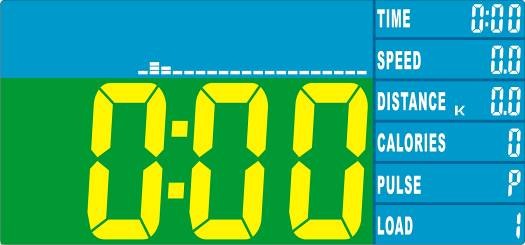 0:00
TIME 0:00
SPEED 0.0
DISTANCE K 0.0
CALORIES 0
PULSE P
LOAD 1